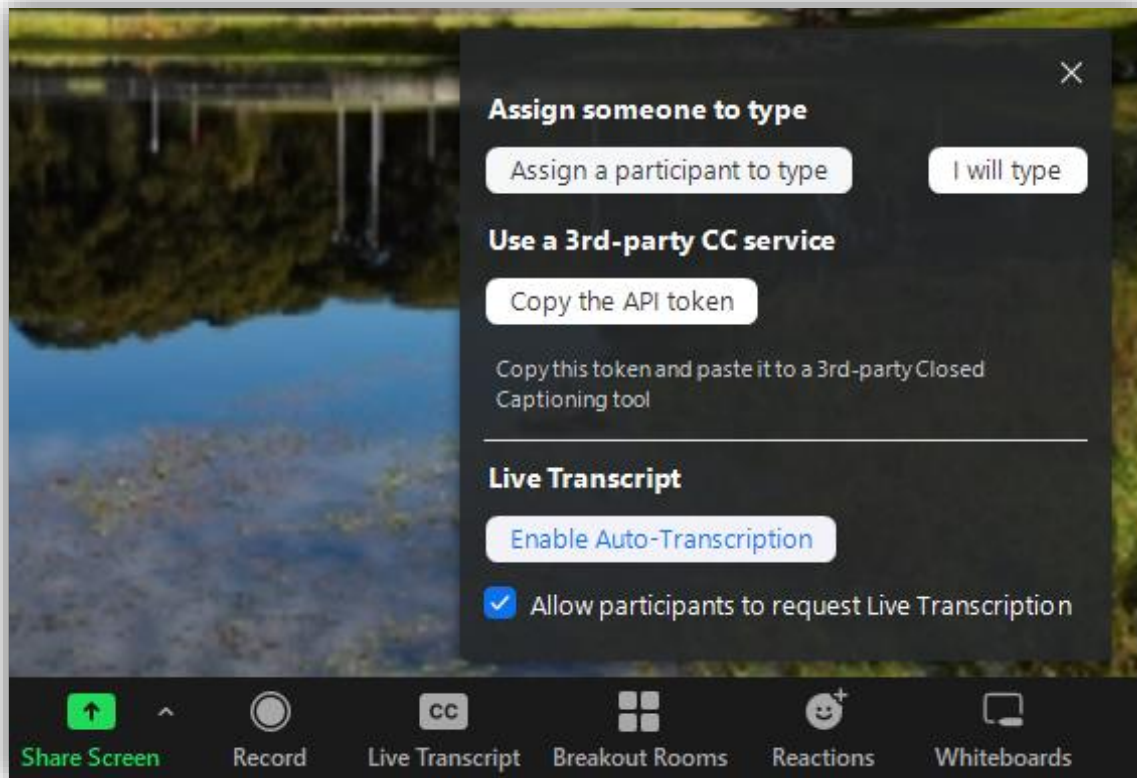 Assign someone to type
Assign a participant to type
I will type
Use a 3rd-party CC service
Copy the API token
Copy this token and paste it to a 3rd-party Closed
Captioning tool
Live Transcript
Enable Auto-Transcription
Allow participants to request Live Transcription
CC
Share Screen
Record
Live Transcript
Breakout Rooms
Reactions
Whiteboards